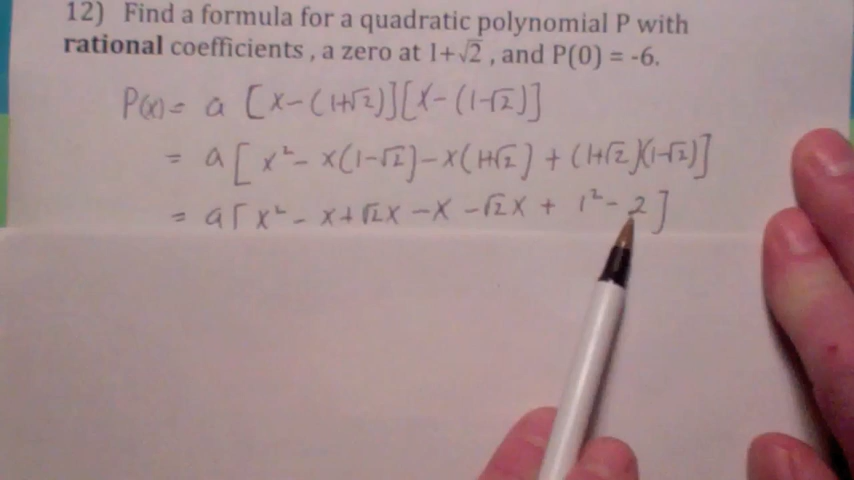 12) Find a formula for a quadratic polynomial P with
rational coefficients , a zero at 1+√2 , and P(0) = -6.
P(x) = a [x-(1+√2)][x-(1-√2)]
= a[x²-x(1-√2)-x(1+√2)+(1+√2)(1-√2)]
= a[x²-x+√2x-x-√2x+1²-2]